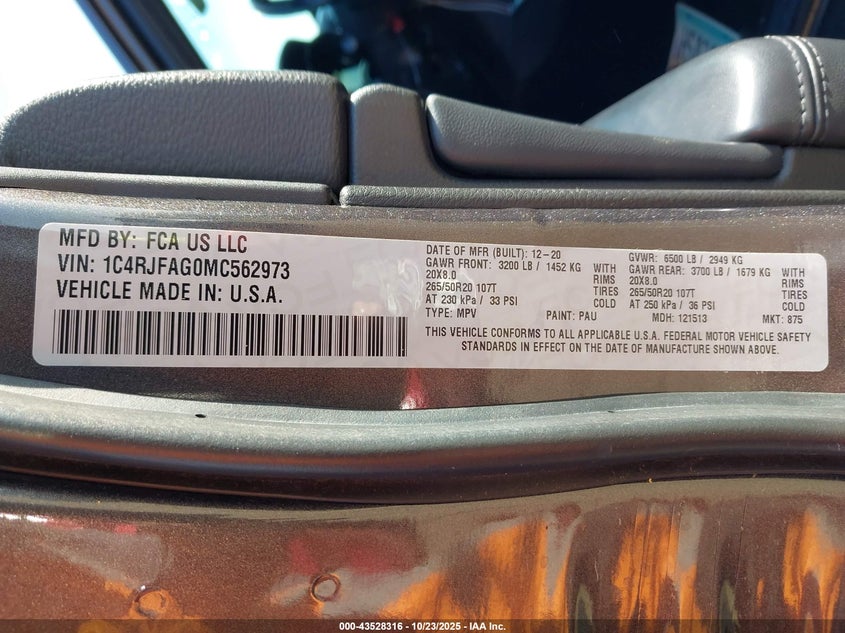 MFD BY: FCA US LLC
VIN: 1C4RJFAG0MC562973
VEHICLE MADE IN: U.S.A.
DATE OF MFR (BUILT): 12-20 GVWR: 6500 LB / 2949 KG
GAWR FRONT: 3200 LB / 1452 KG WITH GAWR REAR: 3700 LB / 1679 KG WITH
20X8.0 RIMS 20X8.0 RIMS
265/50R20 107T TIRES 265/50R20 107T TIRES
AT 230 kPa / 33 PSI COLD AT 250 kPa / 36 PSI COLD
TYPE: MPV PAINT: PAU MDH: 121513 MKT: 875
THIS VEHICLE CONFORMS TO ALL APPLICABLE U.S.A. FEDERAL MOTOR VEHICLE SAFETY
STANDARDS IN EFFECT ON THE DATE OF MANUFACTURE SHOWN ABOVE.
000-43528316 - 10/23/2025 - IAA Inc.